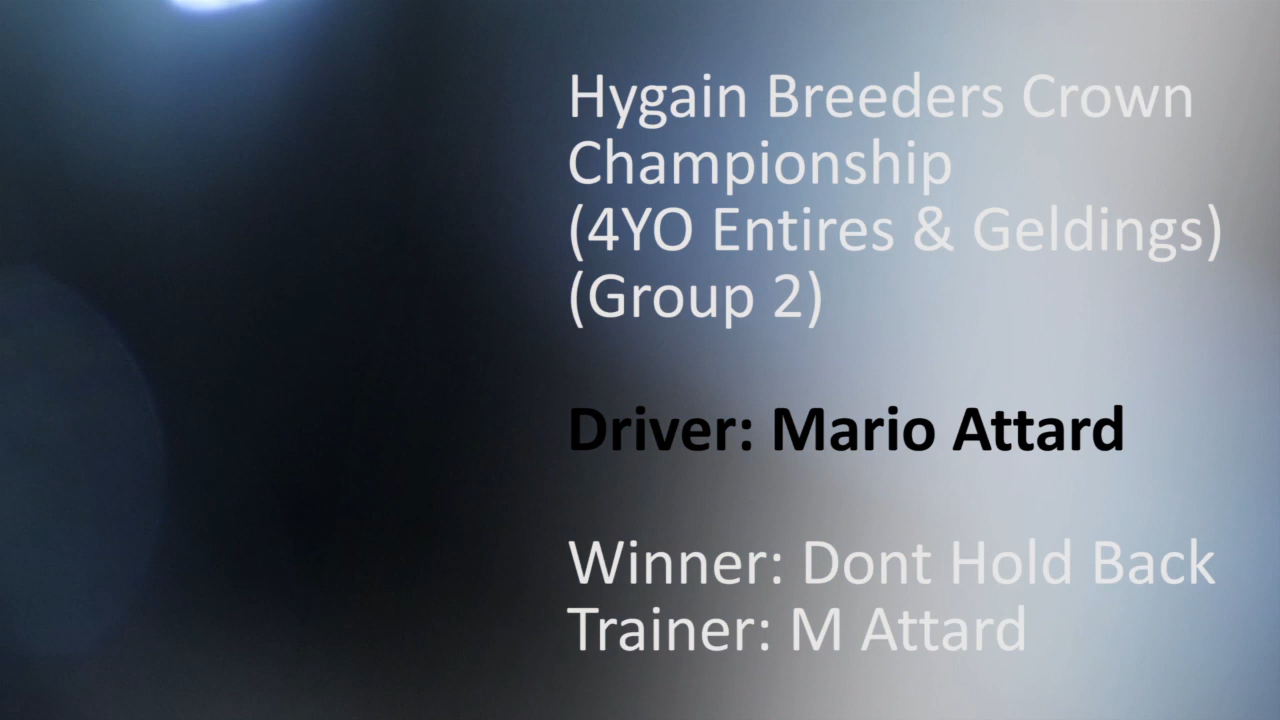 Hygain Breeders Crown
Championship
(4YO Entires & Geldings)
(Group 2)
Driver: Mario Attard
Winner: Dont Hold Back
Trainer: M Attard